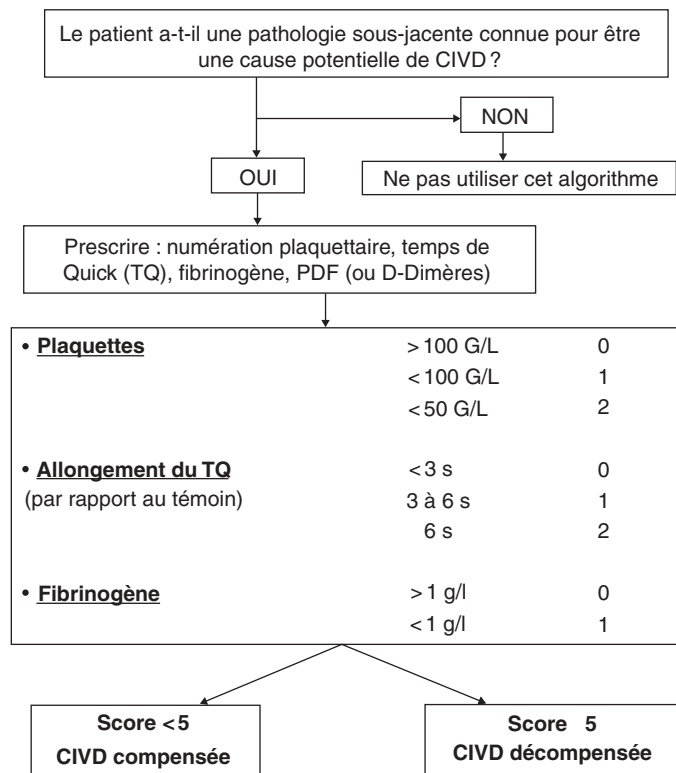 Le patient a-t-il une pathologie sous-jacente connue pour être
une cause potentielle de CIVD ?
NON
OUI
Ne pas utiliser cet algorithme
Prescrire : numération plaquettaire, temps de
Quick (TQ), fibrinogène, PDF (ou D-Dimères)
• Plaquettes > 100 G/L 0
< 100 G/L 1
< 50 G/L 2
• Allongement du TQ < 3 s 0
(par rapport au témoin) 3 à 6 s 1
6 s 2
• Fibrinogène > 1 g/l 0
< 1 g/l 1
Score < 5
CIVD compensée
Score 5
CIVD décompensée